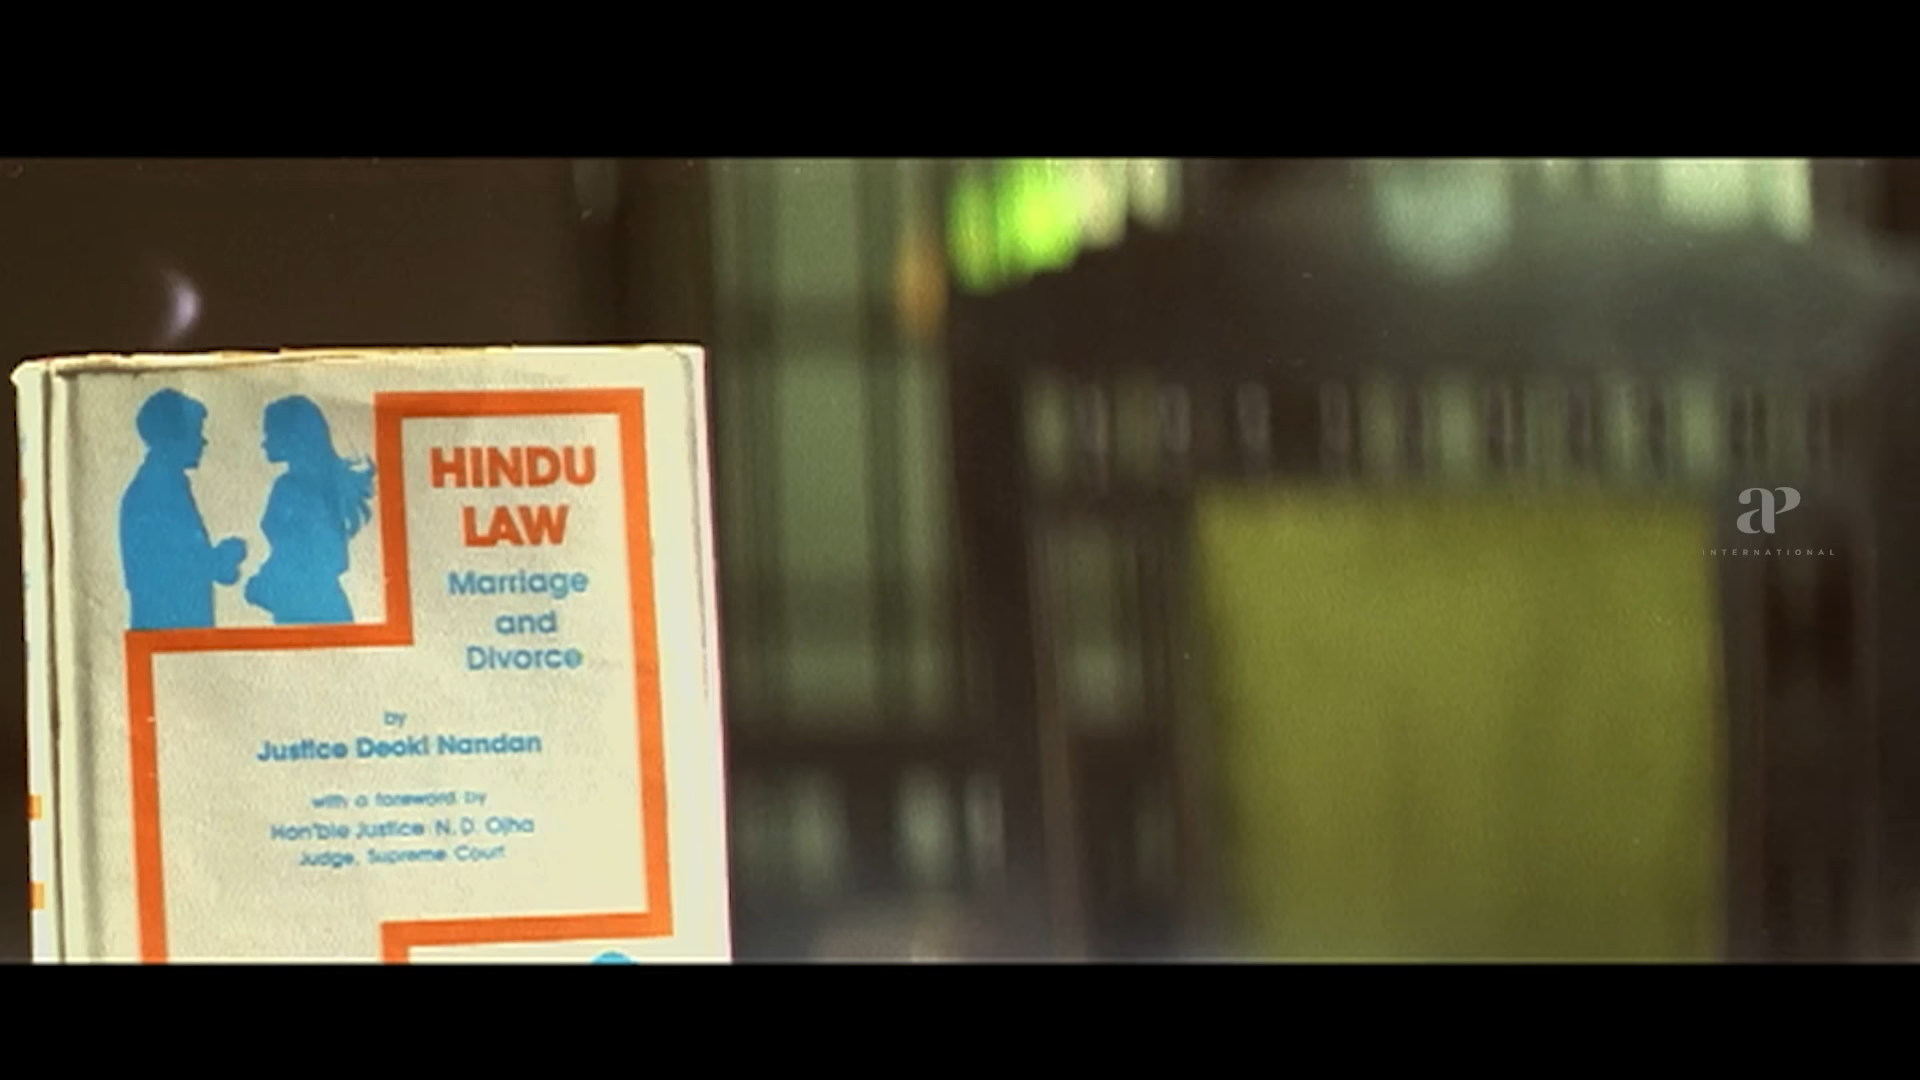 HINDU
LAW
Marriage
and
Divorce
by
Justice Deoki Nandan
with a foreword by
Hon'ble Justice N.D. Ojha
Judge, Supreme Court
ap
INTERNATIONAL